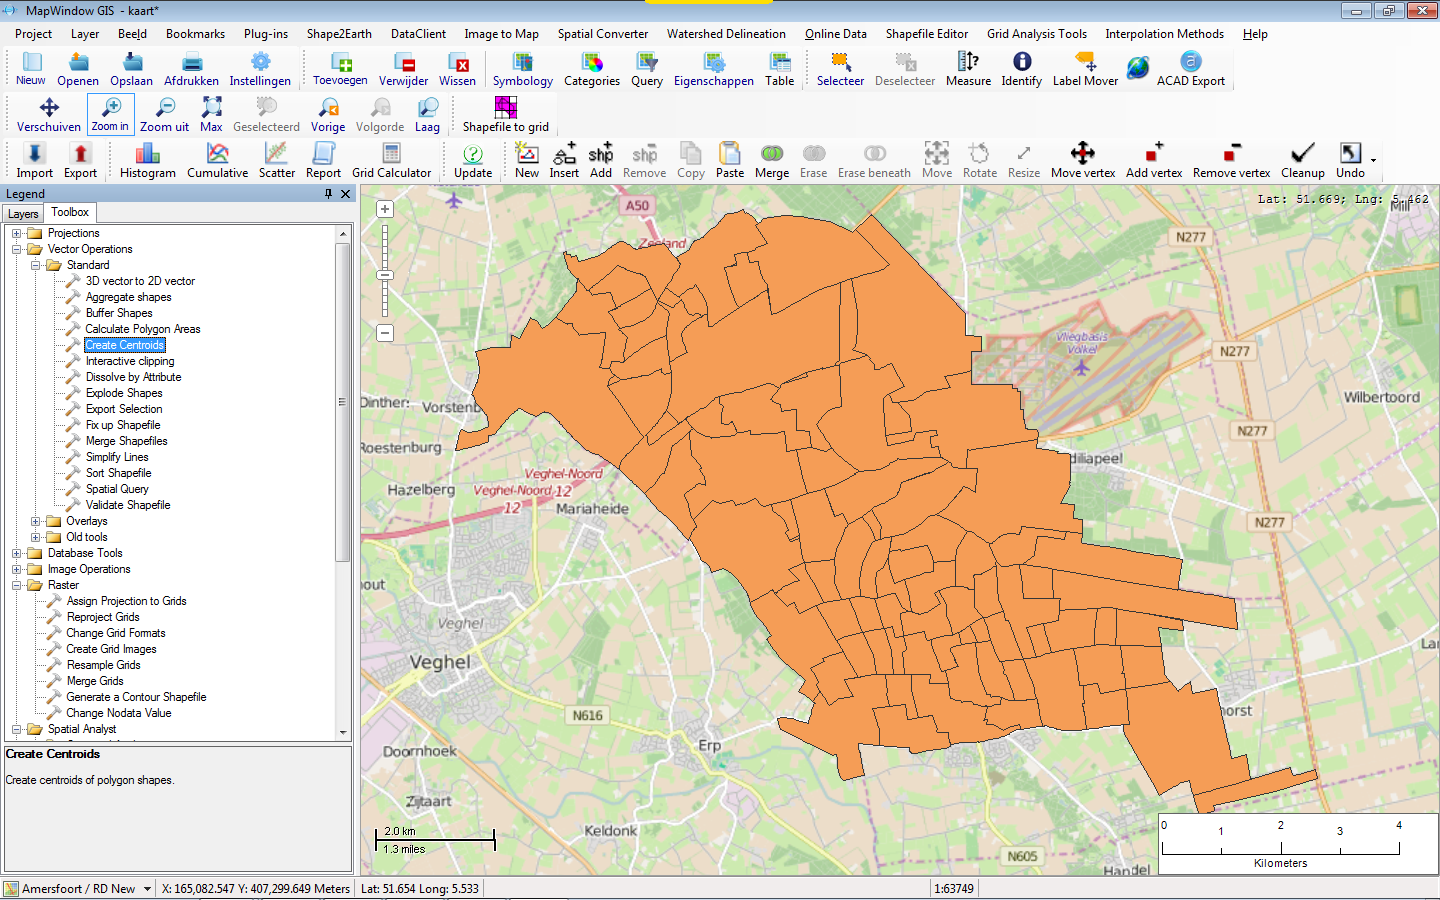 MapWindow GIS - kaart*
Project Layer Beeld Bookmarks Plug-ins Shape2Earth DataClient Image to Map Spatial Converter Watershed Delineation Online Data Shapefile Editor Grid Analysis Tools Interpolation Methods Help
Nieuw Openen Opslaan Afdrukken Instellingen Toevoegen Verwijder Wissen Symbology Categories Query Eigenschappen Table Selecteer Deselecteer Measure Identify Label Mover ACAD Export
Verschuiven Zoom in Zoom uit Max Geselecteerd Vorige Volgorde Laag Shapefile to grid
Import Export Histogram Cumulative Scatter Report Grid Calculator Update New Insert Add Remove Copy Paste Merge Erase Erase beneath Move Rotate Resize Move vertex Add vertex Remove vertex Cleanup Undo
Legend
Layers Toolbox
Projections
Vector Operations
Standard
3D vector to 2D vector
Aggregate shapes
Buffer Shapes
Calculate Polygon Areas
Create Centroids
Interactive clipping
Dissolve by Attribute
Explode Shapes
Export Selection
Fix up Shapefile
Merge Shapefiles
Simplify Lines
Sort Shapefile
Spatial Query
Validate Shapefile
Overlays
Old tools
Database Tools
Image Operations
Raster
Assign Projection to Grids
Reproject Grids
Change Grid Formats
Create Grid Images
Resample Grids
Merge Grids
Generate a Contour Shapefile
Change Nodata Value
Spatial Analyst
Create Centroids
Create centroids of polygon shapes.
Lat: 51.669; Lng: 5.462
Mill
A50
Zeeland
N277
Vliegbasis
Volkel
N277
Wilbertoord
Dinther:
Vorstenb
N277
Roestenburg
diliapeel
Veghel-Noord
Hazelberg
Veghel-Noord 12
12
Mariaheide
N277
out
Veghel
Veghel
La
N616
horst
Doornhoek
Erp
Zijtaart
Keldonk
N605
Handel
2.0 km
1.3 miles
0 1 2 3 4
Kilometers
Amersfoort / RD New X: 165,082.547 Y: 407,299.649 Meters Lat: 51.654 Long: 5.533 1:63749